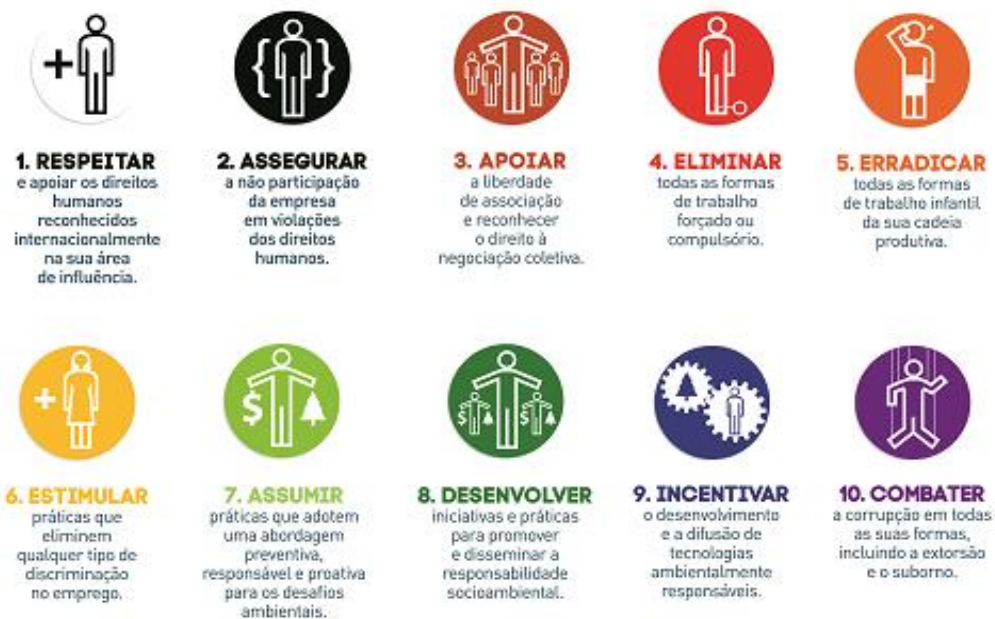 1. RESPEITAR
e apoiar os direitos
humanos
reconhecidos
internacionalmente
na sua área
de influência.
2. ASSEGURAR
a não participação
da empresa
em violações
dos direitos
humanos.
3. APOIAR
a liberdade
de associação
e reconhecer
o direito à
negociação coletiva.
4. ELIMINAR
todas as formas
de trabalho
forçado ou
compulsório.
5. ERRADICAR
todas as formas
de trabalho infantil
da sua cadeia
produtiva.
6. ESTIMULAR
práticas que
eliminem
qualquer tipo de
discriminação
no emprego.
7. ASSUMIR
práticas que adotem
uma abordagem
preventiva,
responsável e proativa
para os desafios
ambientais.
8. DESENVOLVER
iniciativas e práticas
para promover
e disseminar a
responsabilidade
socioambiental.
9. INCENTIVAR
o desenvolvimento
e a difusão de
tecnologias
ambientalmente
responsáveis.
10. COMBATER
a corrupção em todas
as suas formas,
incluindo a extorsão
e o suborno.